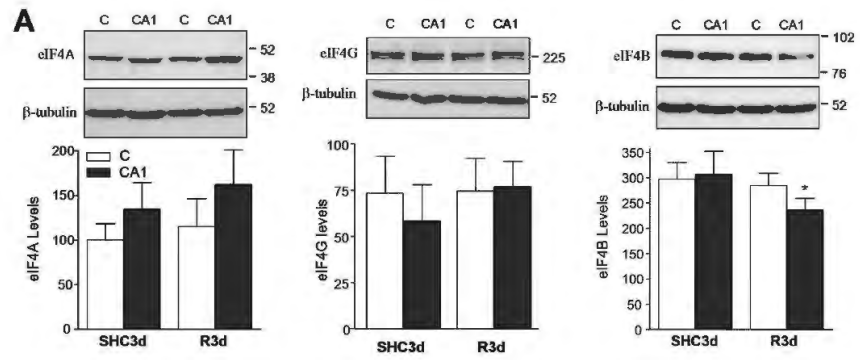 A
C CA1 C CA1
eIF4A
52
38
β-tubulin
52
200
150
100
50
0
eIF4A Levels
C
CA1
SHC3d R3d
C CA1 C CA1
eIF4G
225
β-tubulin
52
100
75
50
25
0
eIF4G levels
SHC3d R3d
C CA1 C CA1
eIF4B
102
76
β-tubulin
52
350
300
250
200
150
100
50
0
eIF4B Levels
*
SHC3d R3d